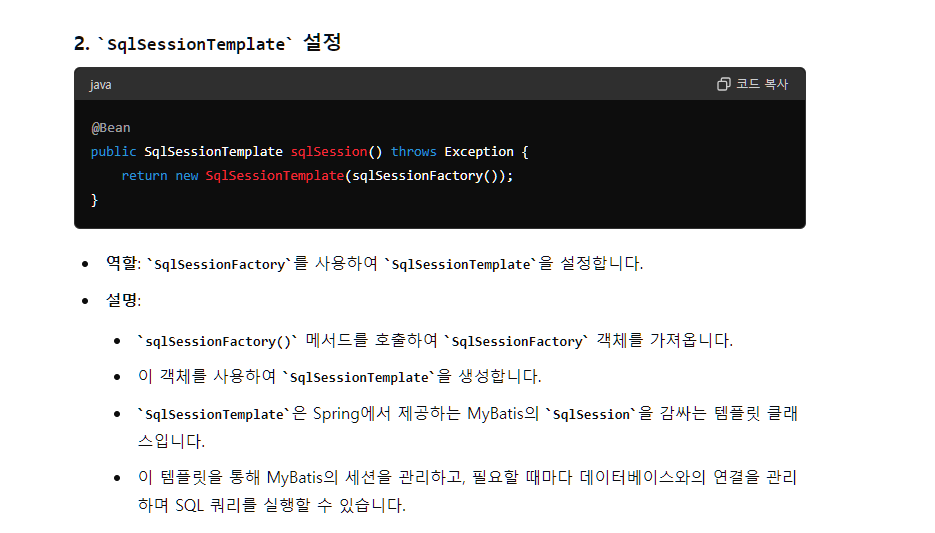 2. `SqlSessionTemplate` 설정
java
코드 복사
@Bean
public SqlSessionTemplate sqlSession() throws Exception {
    return new SqlSessionTemplate(sqlSessionFactory());
}
• 역할: `SqlSessionFactory`를 사용하여 `SqlSessionTemplate`을 설정합니다.
• 설명:
• `sqlSessionFactory()` 메서드를 호출하여 `SqlSessionFactory` 객체를 가져옵니다.
• 이 객체를 사용하여 `SqlSessionTemplate`을 생성합니다.
• `SqlSessionTemplate`은 Spring에서 제공하는 MyBatis의 `SqlSession`을 감싸는 템플릿 클래
스입니다.
• 이 템플릿을 통해 MyBatis의 세션을 관리하고, 필요할 때마다 데이터베이스와의 연결을 관리
하며 SQL 쿼리를 실행할 수 있습니다.